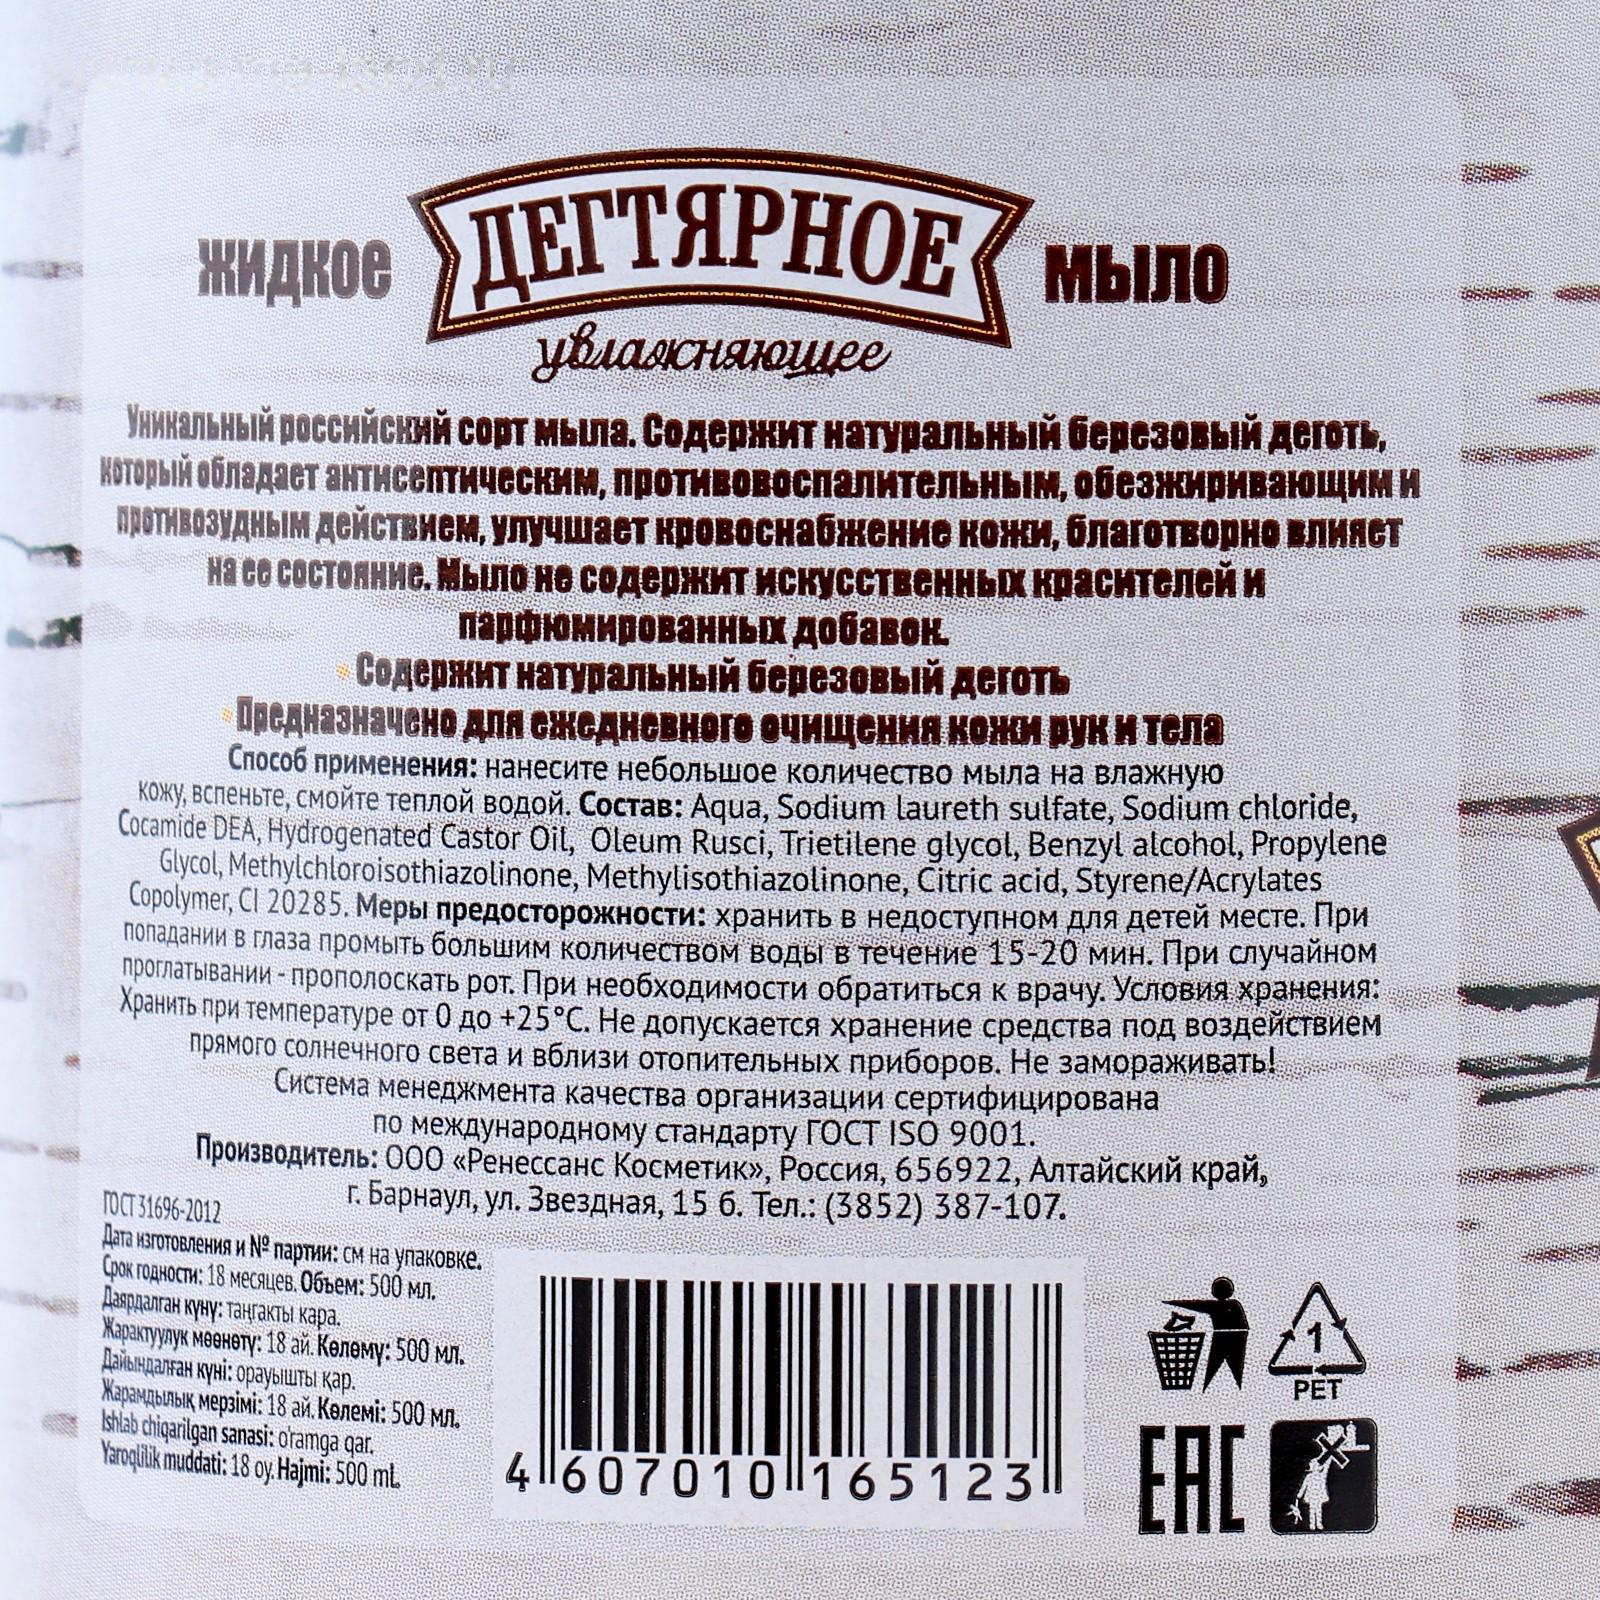 ЖИДКОЕ ДЕГТЯРНОЕ МЫЛО
увлажняющее
Уникальный российский сорт мыла. Содержит натуральный березовый деготь,
который обладает антисептическим, противовоспалительным, обезжиривающим и
противозудным действием, улучшает кровоснабжение кожи, благотворно влияет
на ее состояние. Мыло не содержит искусственных красителей и
парфюмированных добавок.
• Содержит натуральный березовый деготь
• Предназначено для ежедневного очищения кожи рук и тела
Способ применения: нанесите небольшое количество мыла на влажную
кожу, вспеньте, смойте теплой водой. Состав: Aqua, Sodium laureth sulfate, Sodium chloride,
Cocamide DEA, Hydrogenated Castor Oil, Oleum Rusci, Trietilene glycol, Benzyl alcohol, Propylene
Glycol, Methylchloroisothiazolinone, Methylisothiazolinone, Citric acid, Styrene/Acrylates
Copolymer, CI 20285. Меры предосторожности: хранить в недоступном для детей месте. При
попадании в глаза промыть большим количеством воды в течение 15-20 мин. При случайном
проглатывании - прополоскать рот. При необходимости обратиться к врачу. Условия хранения:
Хранить при температуре от 0 до +25°С. Не допускается хранение средства под воздействием
прямого солнечного света и вблизи отопительных приборов. Не замораживать!
Система менеджмента качества организации сертифицирована
по международному стандарту ГОСТ ISO 9001.
Производитель: ООО «Ренессанс Косметик», Россия, 656922, Алтайский край,
г. Барнаул, ул. Звездная, 15 б. Тел.: (3852) 387-107.
ГОСТ 31696-2012
Дата изготовления и № партии: см на упаковке.
Срок годности: 18 месяцев. Объем: 500 мл.
Даярдалган күнү: таңгакты кара.
Жарактуулук мөөнөтү: 18 ай. Көлөмү: 500 мл.
Дайындалған күні: орауышты қар.
Жарамдылық мерзімі: 18 ай. Көлемі: 500 мл.
Ishlab chiqarilgan sanasi: o'ramga qar.
Yaroqlilik muddati: 18 oy. Hajmi: 500 ml.
4 607010 165123
1
PET
EAC